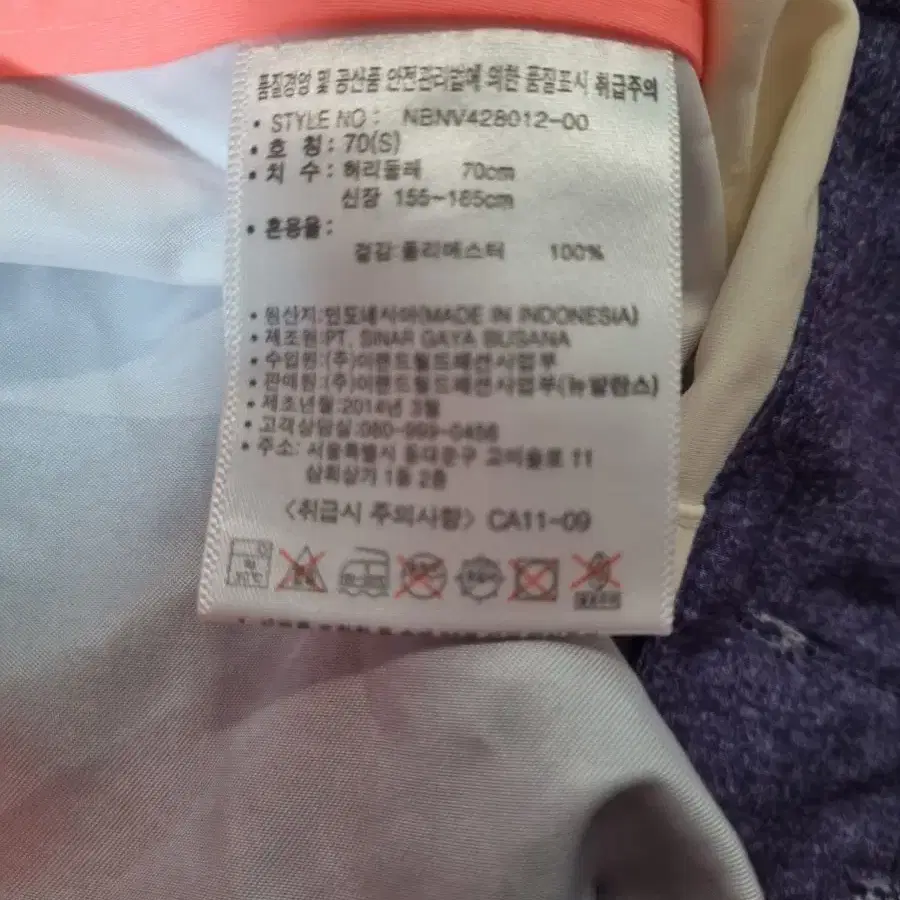 품질경영 및 공산품 안전관리법에 의한 품질표시 취급주의
• STYLE NO : NBNV428012-00
• 호 칭 : 70(S)
• 치 수 : 허리둘레 70cm
신장 155~165cm
• 혼용율 :
겉감:폴리에스터 100%
• 원산지:인도네시아(MADE IN INDONESIA)
• 제조원:PT. SINAR GAYA BUSANA
• 수입원:(주)이랜드월드패션사업부
• 판매원:(주)이랜드월드패션사업부(뉴발란스)
• 제조년월:2014년 3월
• 고객상담실:080-999-0456
• 주소: 서울특별시 동대문구 고미술로 11
삼희상가 1동 2층
<취급시 주의사항> CA11-09